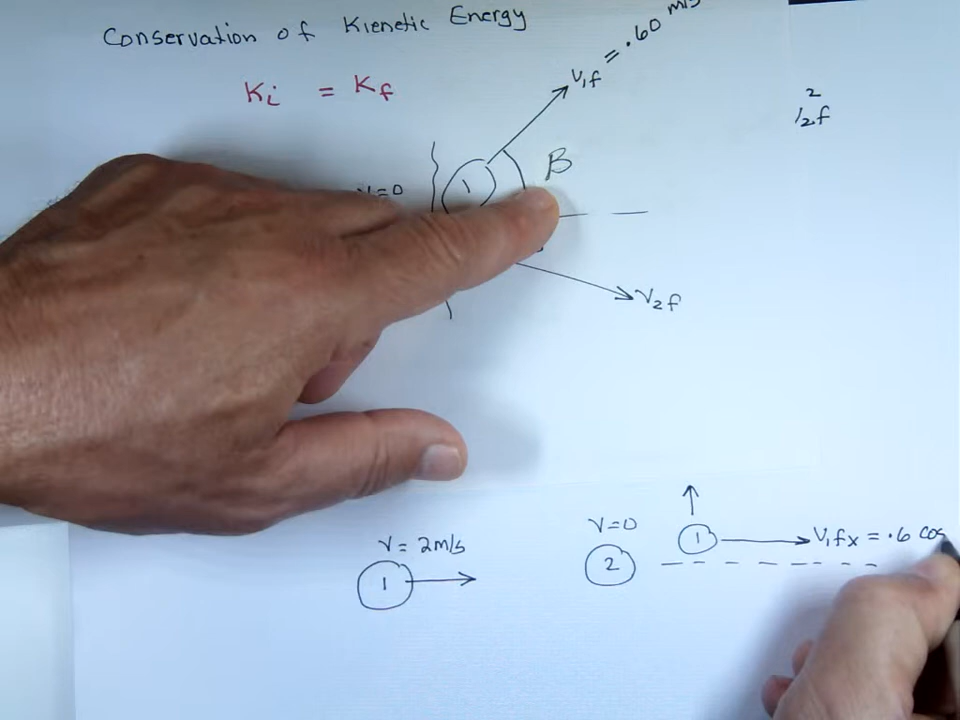 Conservation of Kienetic Energy
Ki = Kf
V1f = .60 m/s
2
1/2f
β
V=0
1
V2f
V = 2m/s
1
V=0
2
1
V1fx = .6 cos